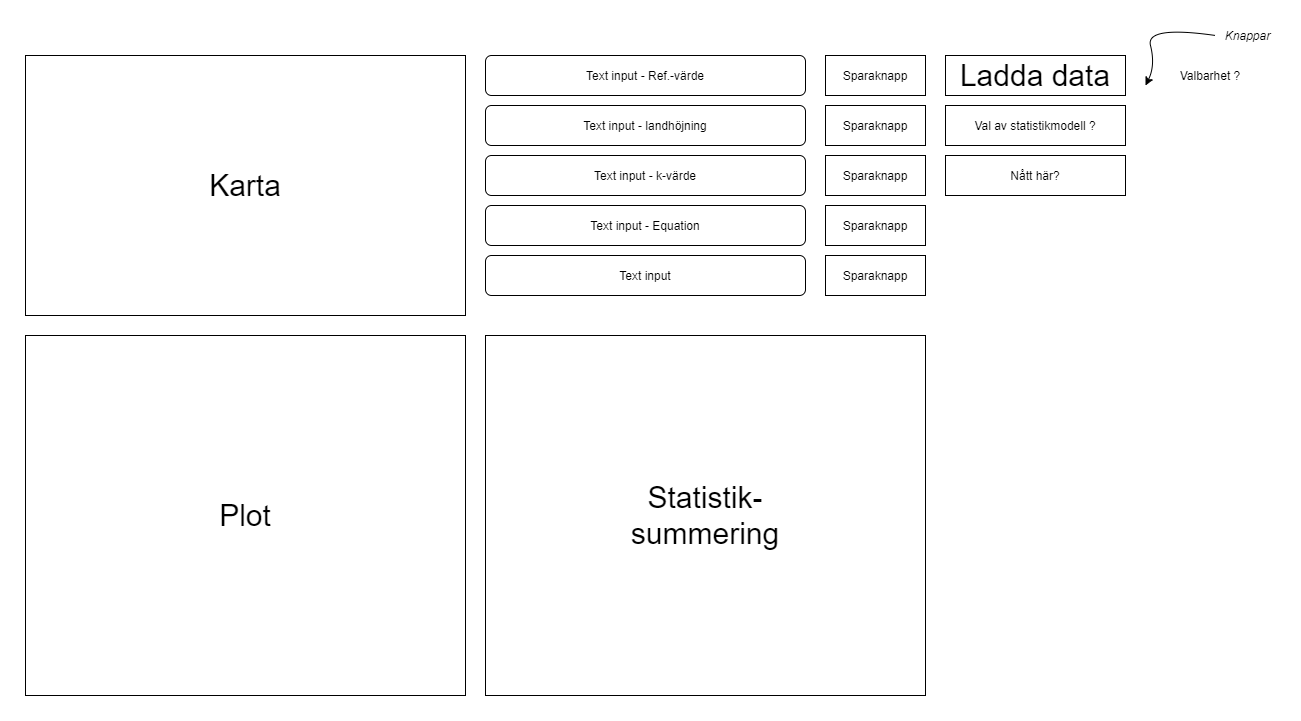 Knappar
Karta
Text input - Ref.-värde
Sparaknapp
Ladda data
Valbarhet ?
Text input - landhöjning
Sparaknapp
Val av statistikmodell ?
Text input - k-värde
Sparaknapp
Nått här?
Text input - Equation
Sparaknapp
Text input
Sparaknapp
Plot
Statistik-
summering